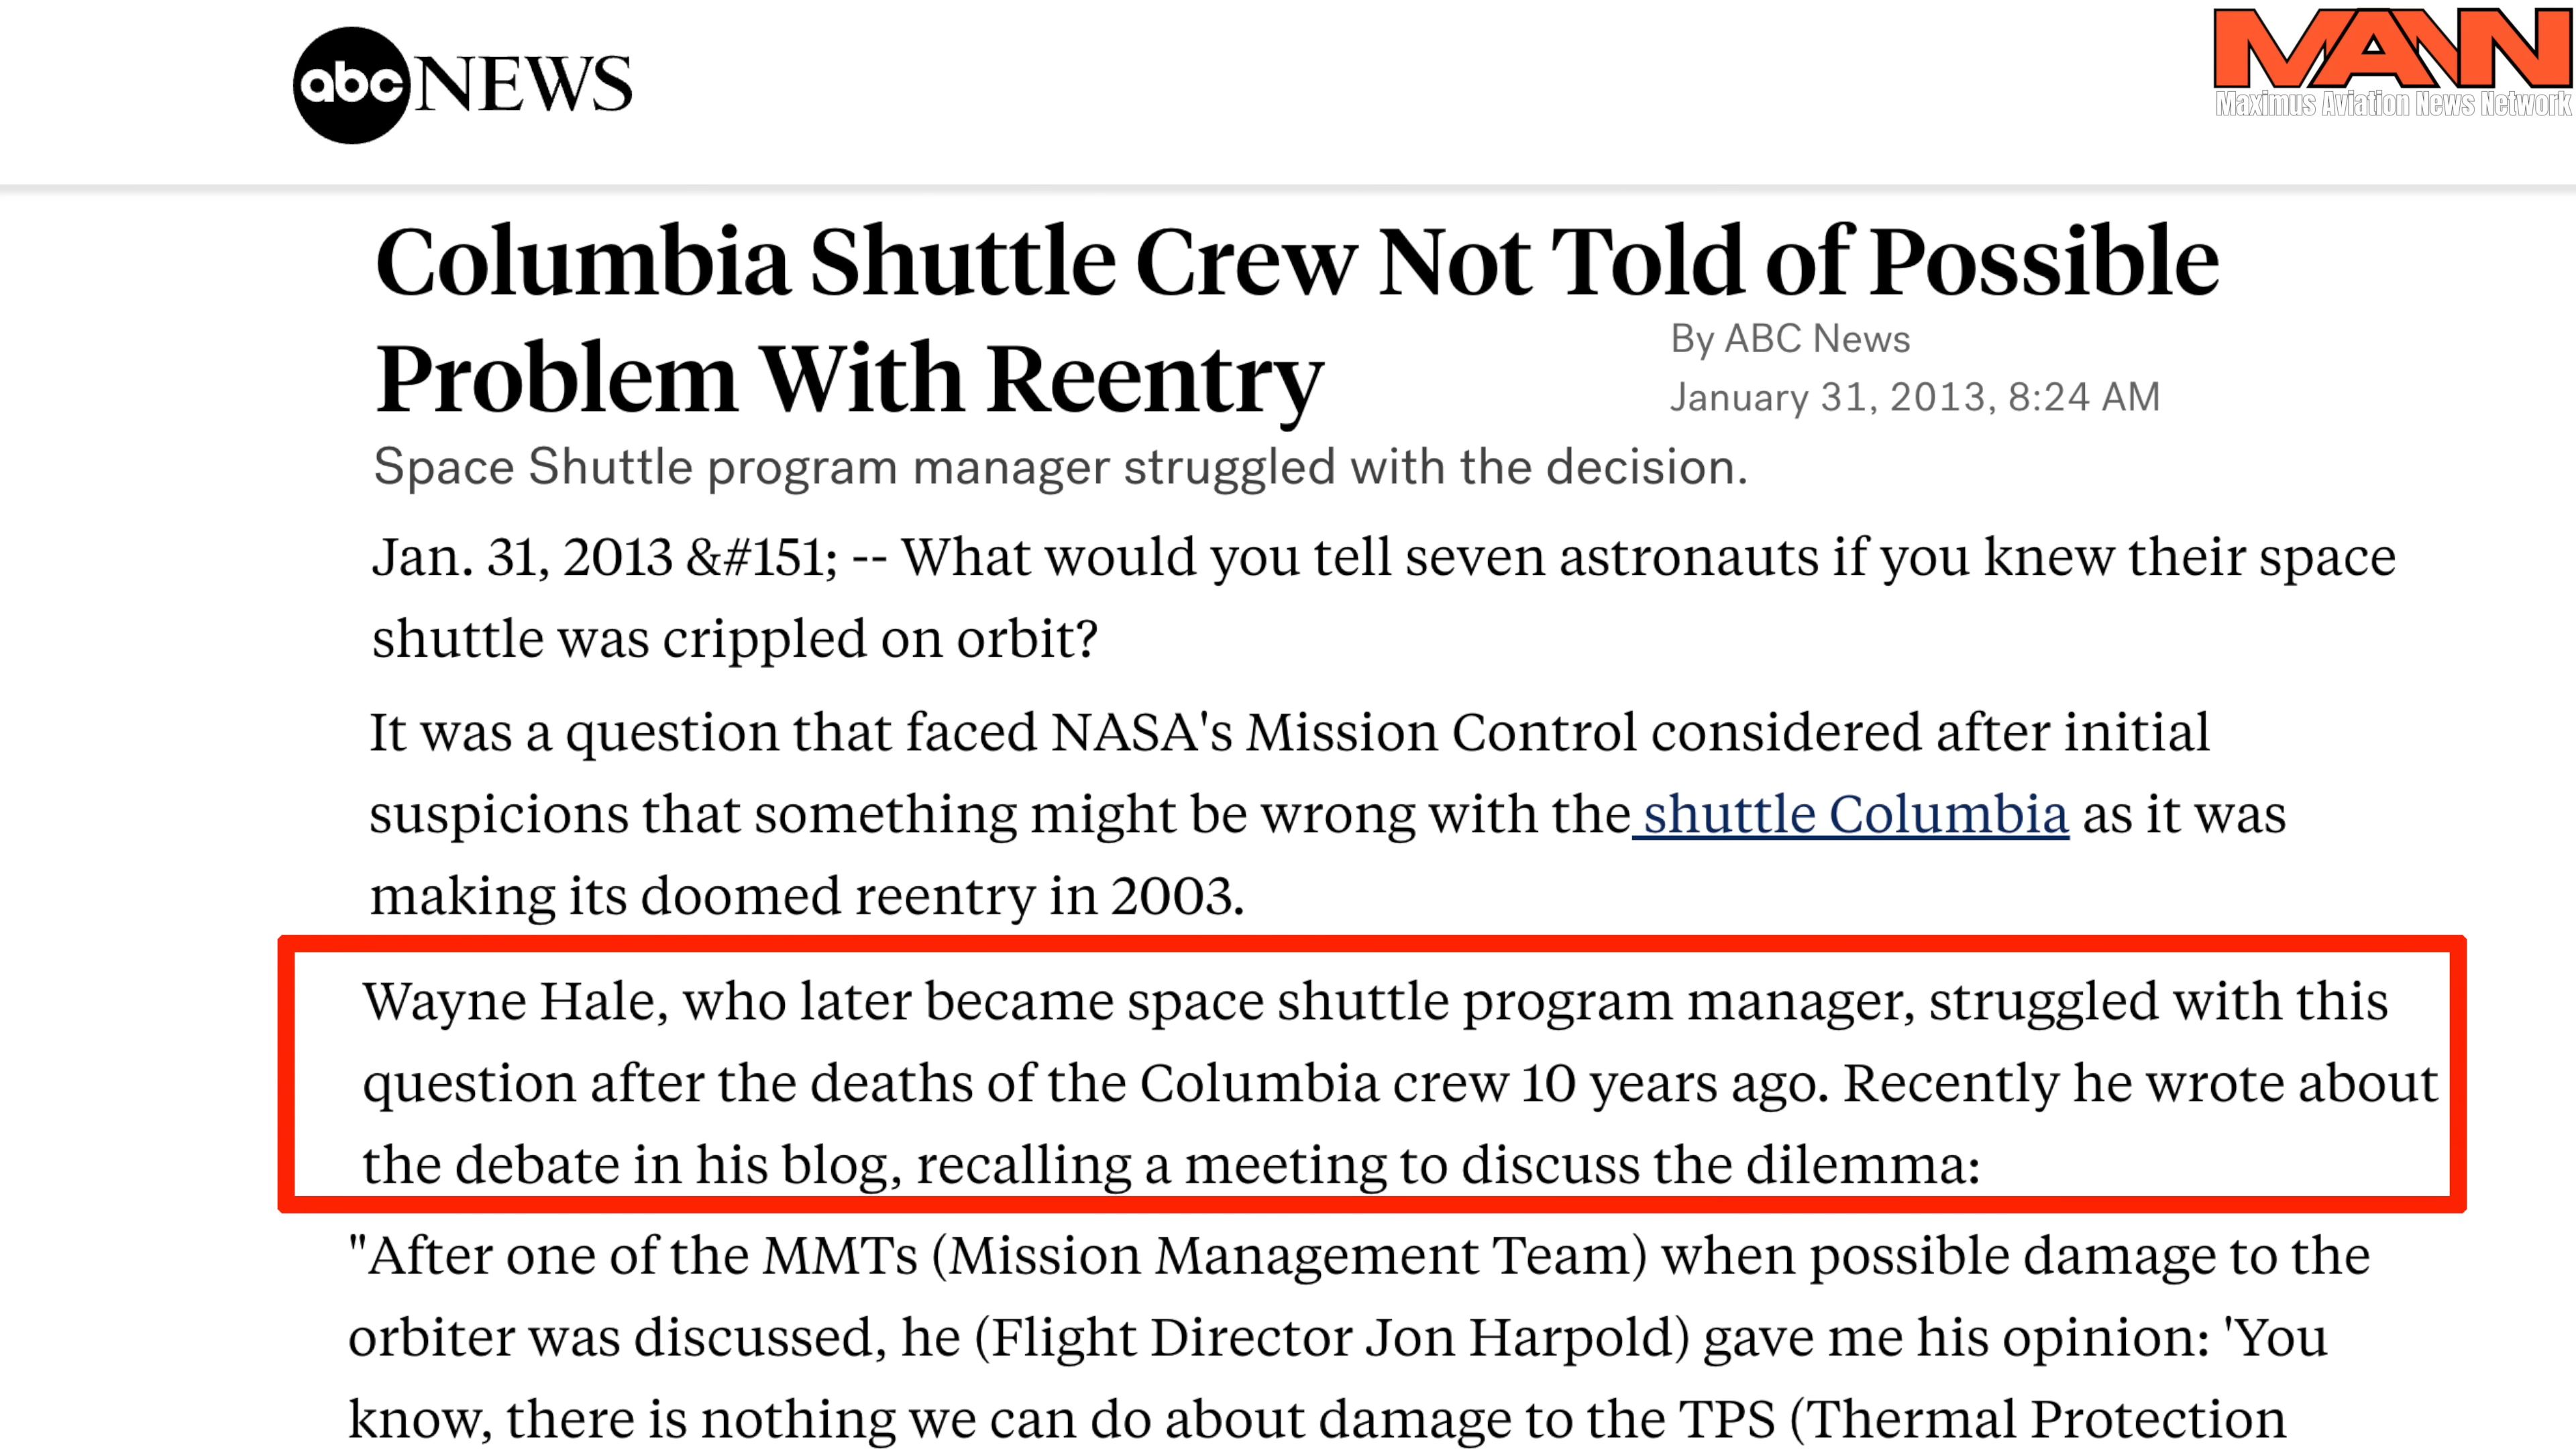 abc NEWS
MANN
Maximus Aviation News Network
Columbia Shuttle Crew Not Told of Possible
Problem With Reentry
By ABC News
January 31, 2013, 8:24 AM
Space Shuttle program manager struggled with the decision.
Jan. 31, 2013 &#151; -- What would you tell seven astronauts if you knew their space
shuttle was crippled on orbit?
It was a question that faced NASA's Mission Control considered after initial
suspicions that something might be wrong with the shuttle Columbia as it was
making its doomed reentry in 2003.
Wayne Hale, who later became space shuttle program manager, struggled with this
question after the deaths of the Columbia crew 10 years ago. Recently he wrote about
the debate in his blog, recalling a meeting to discuss the dilemma:
"After one of the MMTs (Mission Management Team) when possible damage to the
orbiter was discussed, he (Flight Director Jon Harpold) gave me his opinion: 'You
know, there is nothing we can do about damage to the TPS (Thermal Protection